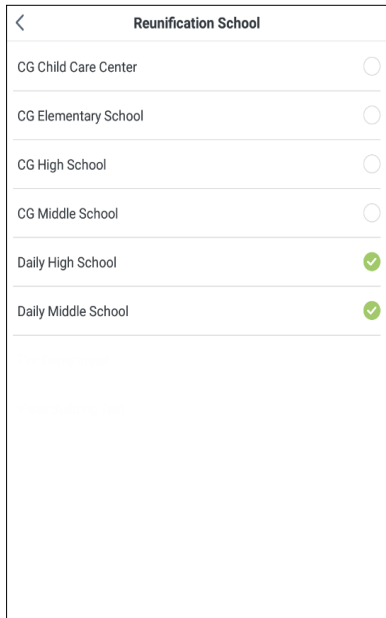 Reunification School
CG Child Care Center
CG Elementary School
CG High School
CG Middle School
Daily High School
Daily Middle School